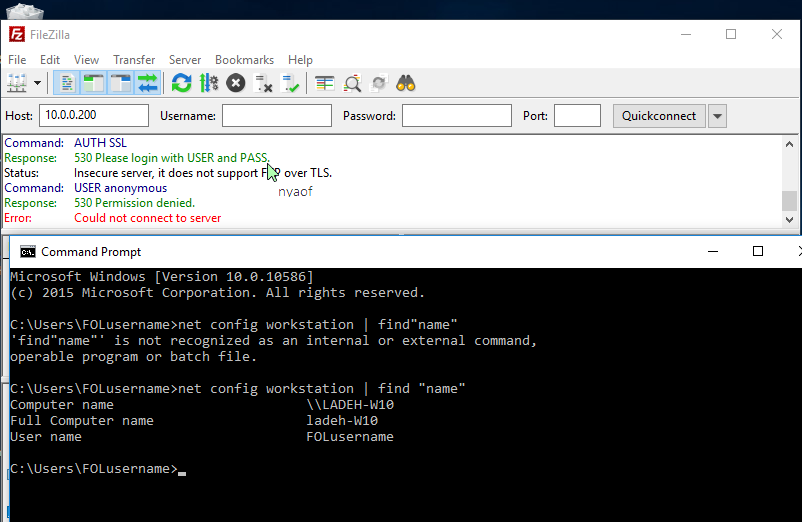 FileZilla
File Edit View Transfer Server Bookmarks Help
Host: 10.0.0.200 Username: Password: Port: Quickconnect
Command: AUTH SSL
Response: 530 Please login with USER and PASS.
Status: Insecure server, it does not support F P over TLS.
Command: USER anonymous
nyaof
Response: 530 Permission denied.
Error: Could not connect to server
Command Prompt
Microsoft Windows [Version 10.0.10586]
(c) 2015 Microsoft Corporation. All rights reserved.
C:\Users\FOLusername>net config workstation | find"name"
'find"name"' is not recognized as an internal or external command,
operable program or batch file.
C:\Users\FOLusername>net config workstation | find "name"
Computer name \\LADEH-W10
Full Computer name ladeh-W10
User name FOLusername
C:\Users\FOLusername>